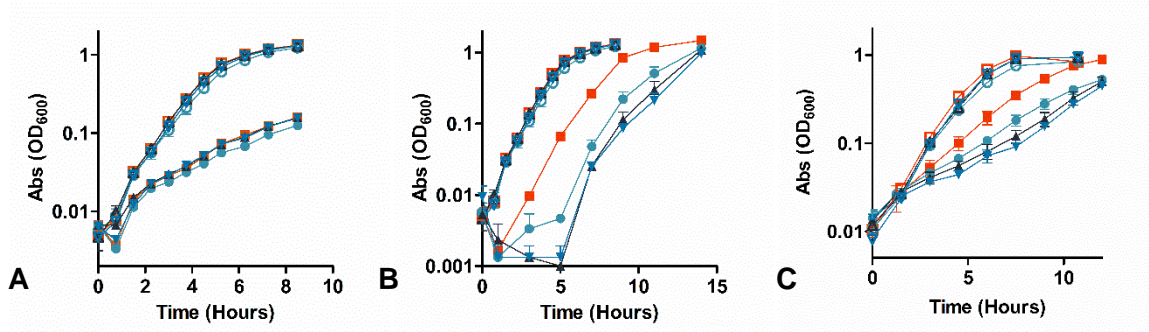 1
0.1
0.01
Abs (OD600)
0 2 4 6 8 10
Time (Hours)
A
1
0.1
0.01
0.001
Abs (OD600)
0 5 10 15
Time (Hours)
B
1
0.1
0.01
Abs (OD600)
0 5 10
Time (Hours)
C